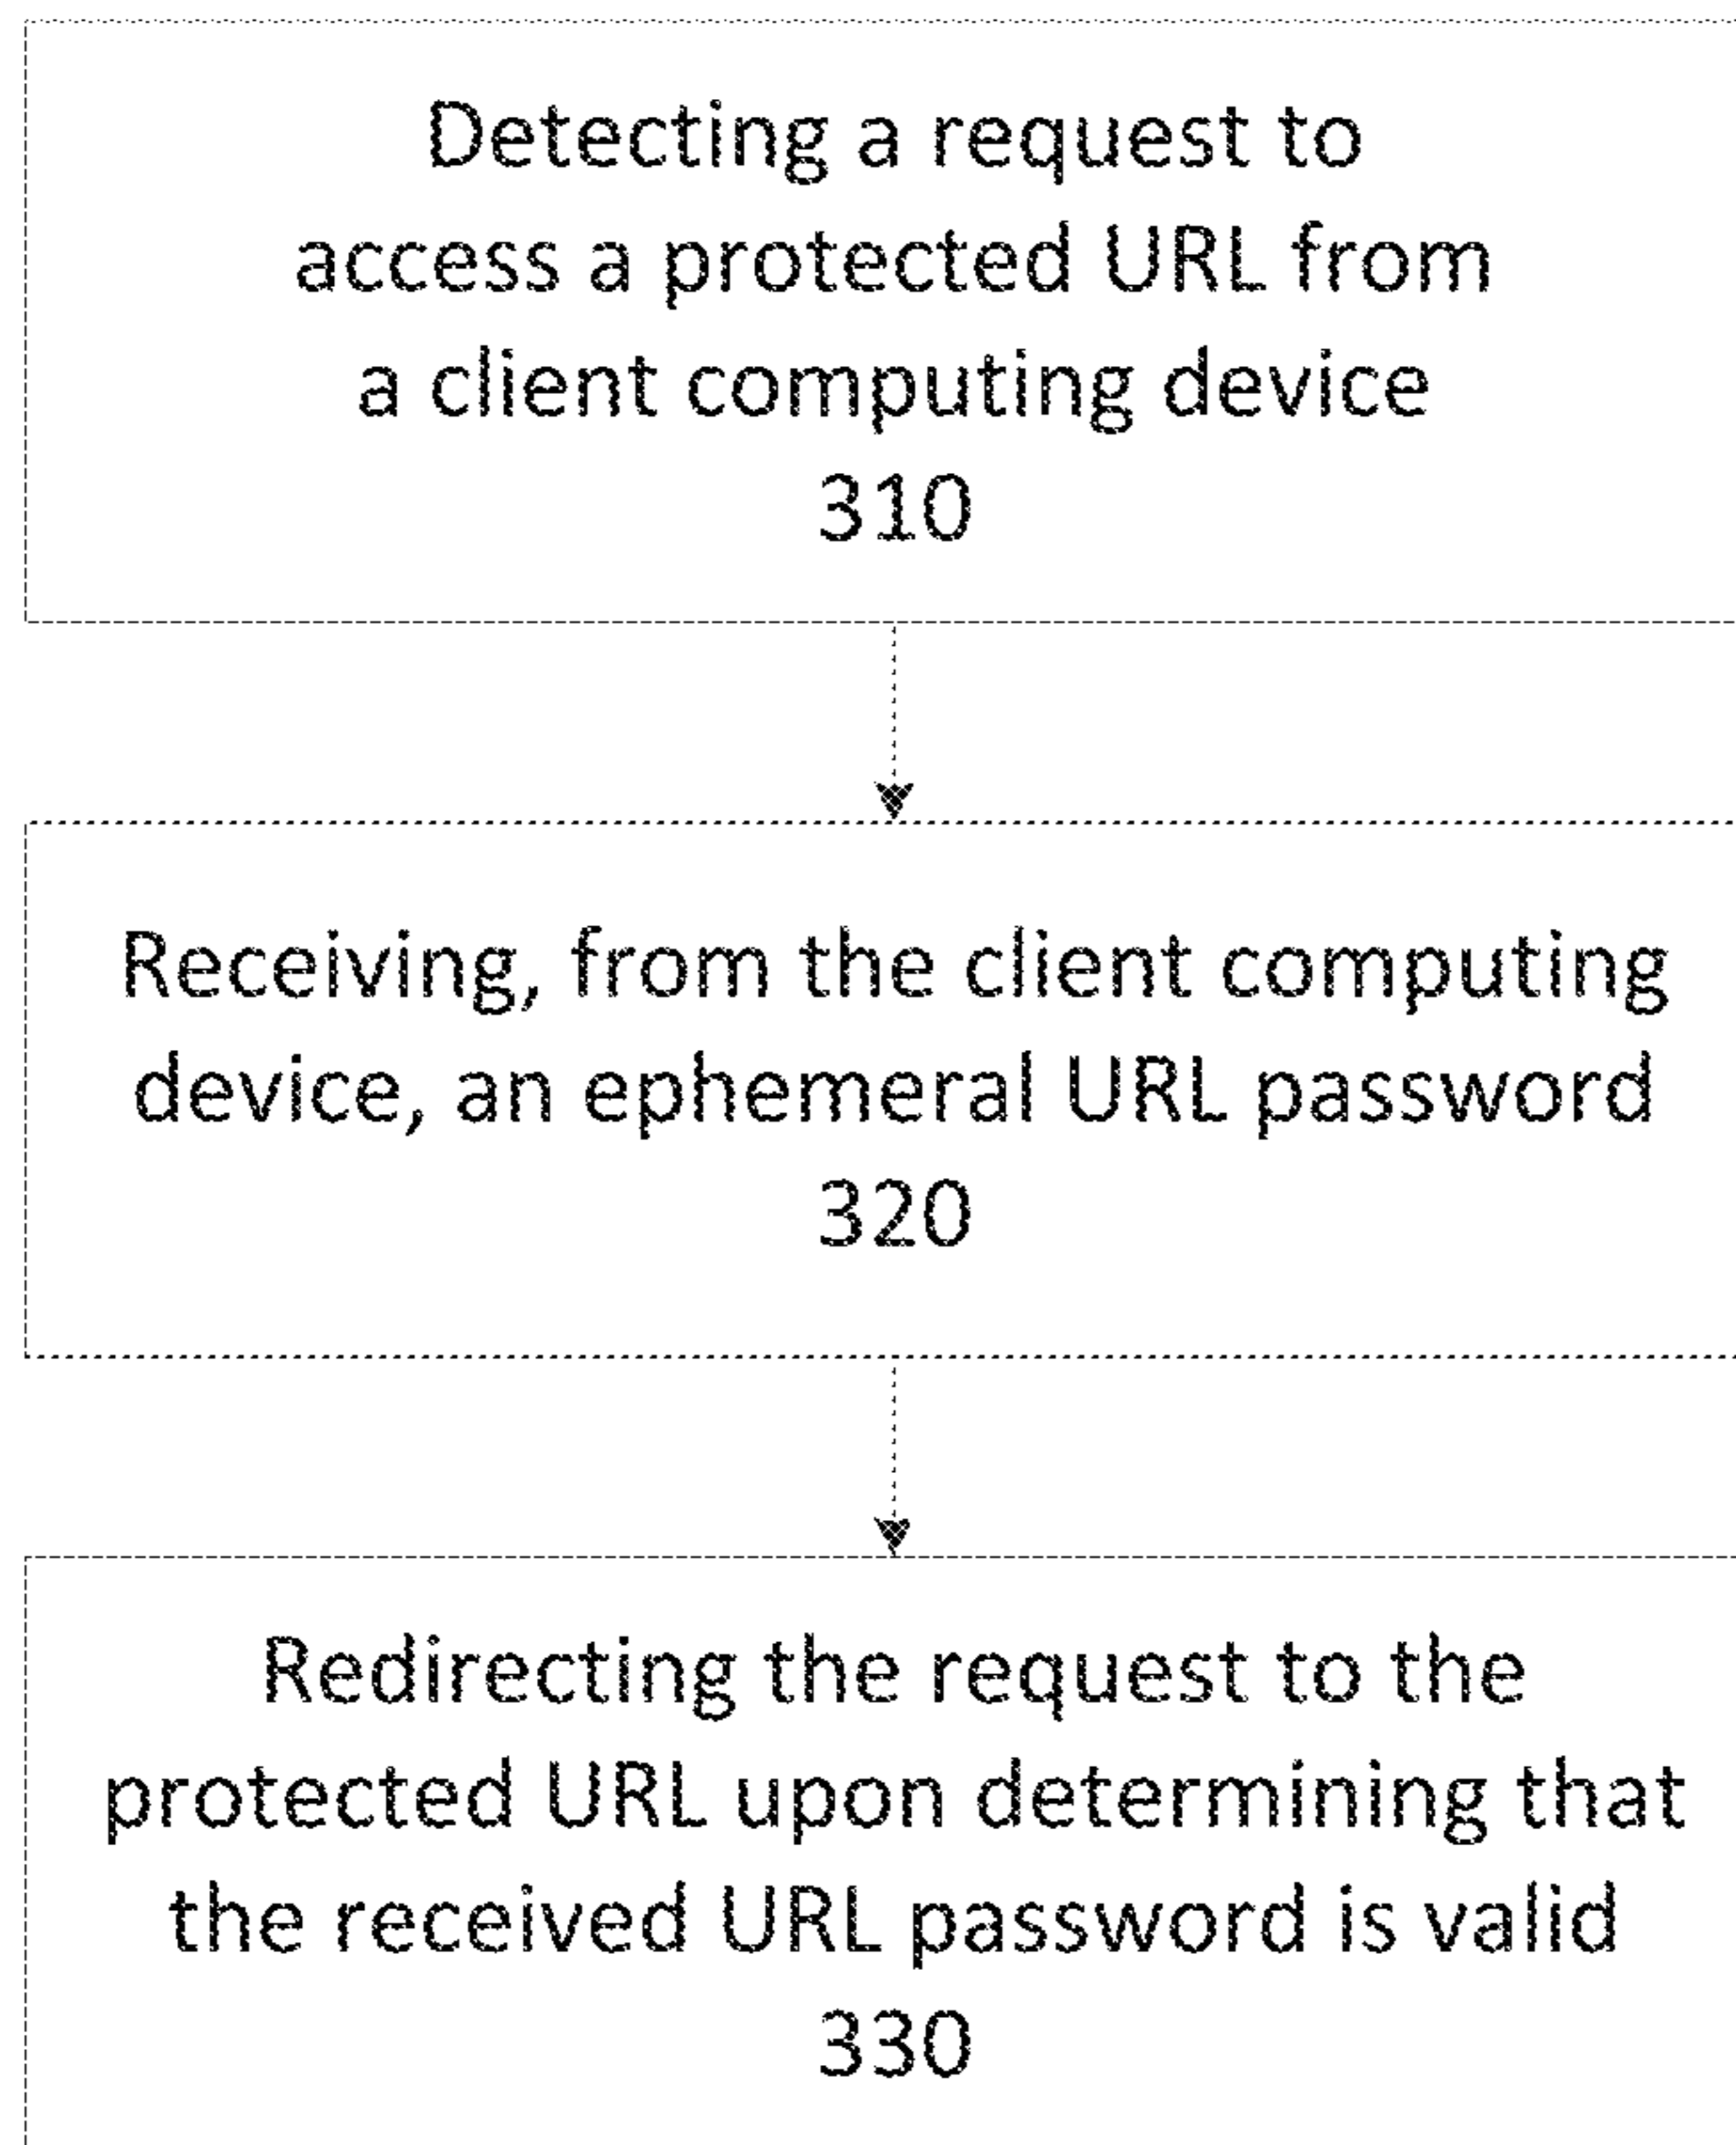 Detecting a request to
access a protected URL from
a client computing device
310
Receiving, from the client computing
device, an ephemeral URL password
320
Redirecting the request to the
protected URL upon determining that
the received URL password is valid
330